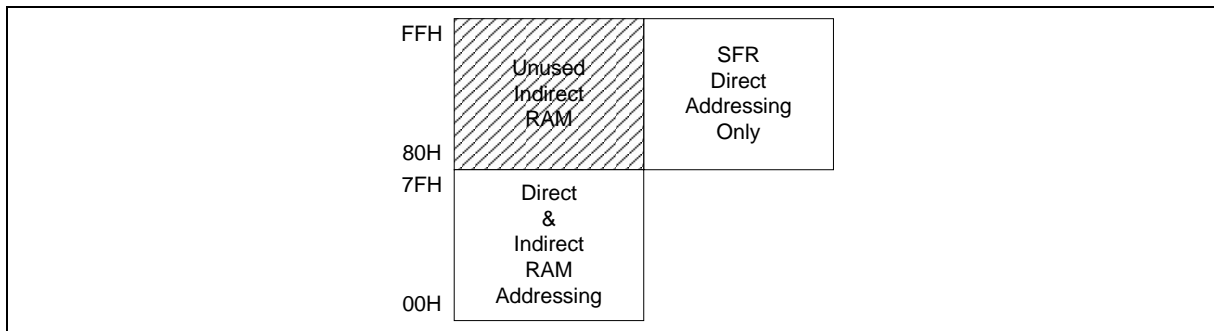 FFH
Unused
Indirect
RAM
SFR
Direct
Addressing
Only
80H
7FH
Direct
&
Indirect
RAM
Addressing
00H